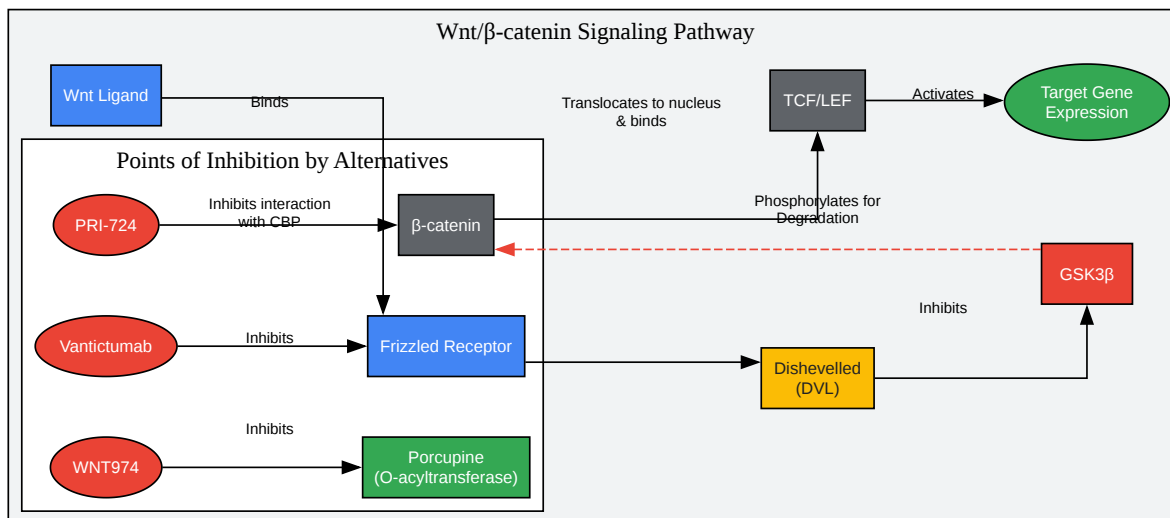 Wnt/β-catenin Signaling Pathway
Wnt Ligand
Binds
Translocates to nucleus
& binds
TCF/LEF
Activates
Target Gene
Expression
Points of Inhibition by Alternatives
PRI-724
Inhibits interaction
with CBP
β-catenin
Phosphorylates for
Degradation
GSK3β
Vantictumab
Inhibits
Frizzled Receptor
Inhibits
Dishevelled
(DVL)
WNT974
Inhibits
Porcupine
(O-acyltransferase)